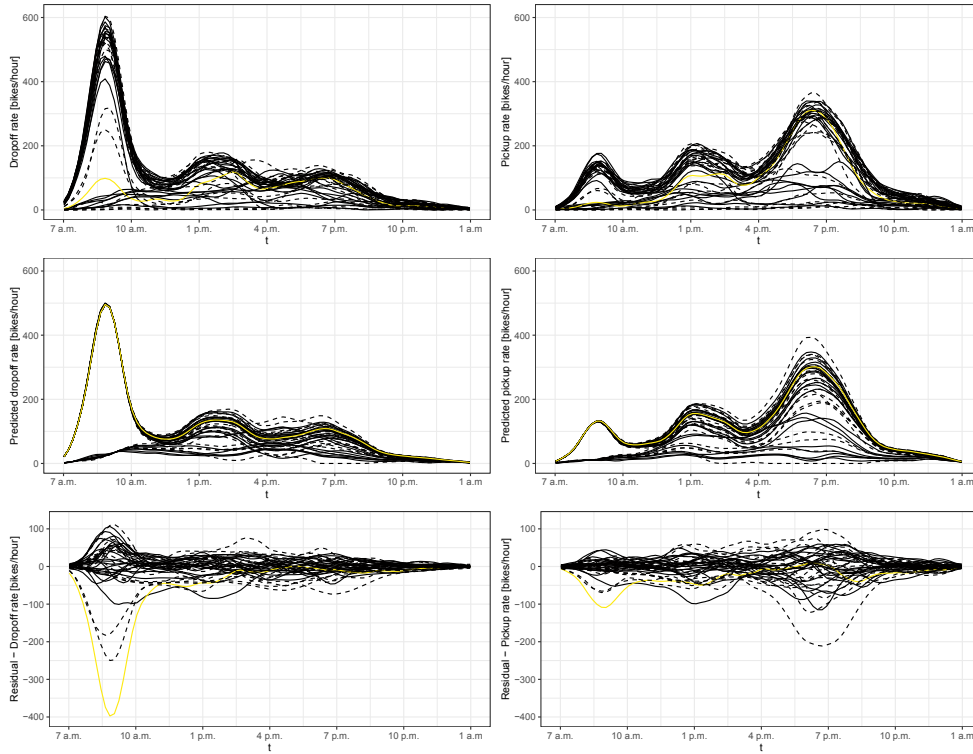 Dropoff rate [bikes/hour]
600
400
200
0
7 a.m.
10 a.m.
1 p.m.
4 p.m.
7 p.m.
10 p.m.
1 a.m
t
Pickup rate [bikes/hour]
600
400
200
0
7 a.m.
10 a.m.
1 p.m.
4 p.m.
7 p.m.
10 p.m.
1 a.m
t
Predicted dropoff rate [bikes/hour]
600
400
200
0
7 a.m.
10 a.m.
1 p.m.
4 p.m.
7 p.m.
10 p.m.
1 a.m
t
Predicted pickup rate [bikes/hour]
600
400
200
0
7 a.m.
10 a.m.
1 p.m.
4 p.m.
7 p.m.
10 p.m.
1 a.m
t
Residual − Dropoff rate [bikes/hour]
100
0
−100
−200
−300
−400
7 a.m.
10 a.m.
1 p.m.
4 p.m.
7 p.m.
10 p.m.
1 a.m
t
Residual − Pickup rate [bikes/hour]
100
0
−100
−200
−300
−400
7 a.m.
10 a.m.
1 p.m.
4 p.m.
7 p.m.
10 p.m.
1 a.m
t